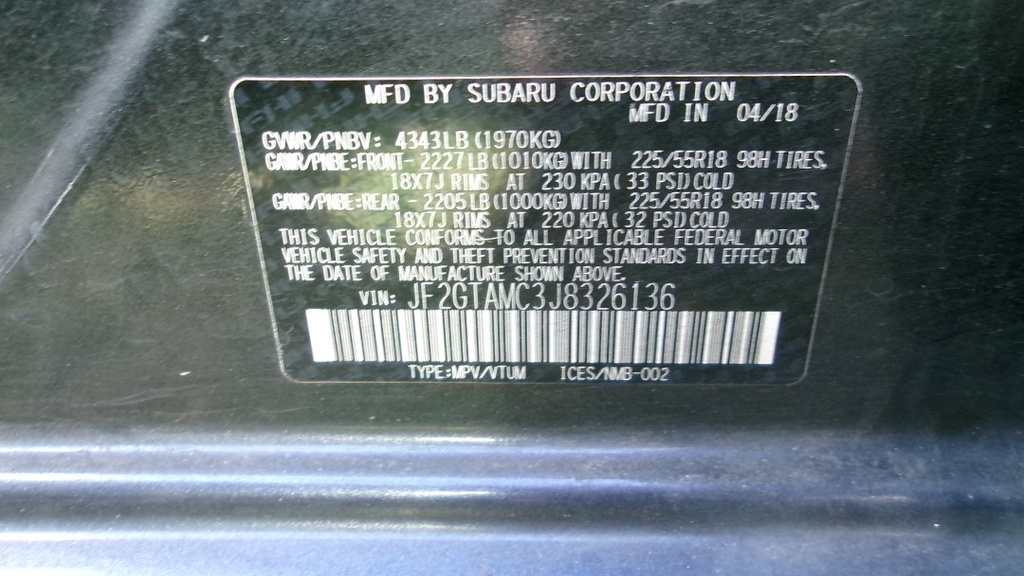 MFD BY SUBARU CORPORATION
MFD IN 04/18
GVWR/PNBV: 4343LB (1970KG)
GAWR/PNBE:FRONT- 2227LB (1010KG) WITH 225/55R18 98H TIRES,
18X7J RIMS AT 230 KPA ( 33 PSI) COLD
GAWR/PNBE:REAR - 2205LB (1000KG) WITH 225/55R18 98H TIRES,
18X7J RIMS AT 220 KPA ( 32 PSI) COLD
THIS VEHICLE CONFORMS TO ALL APPLICABLE FEDERAL MOTOR
VEHICLE SAFETY AND THEFT PREVENTION STANDARDS IN EFFECT ON
THE DATE OF MANUFACTURE SHOWN ABOVE.
VIN: JF2GTAMC3J8326136
TYPE:MPV/VTUM ICES/NMB-002